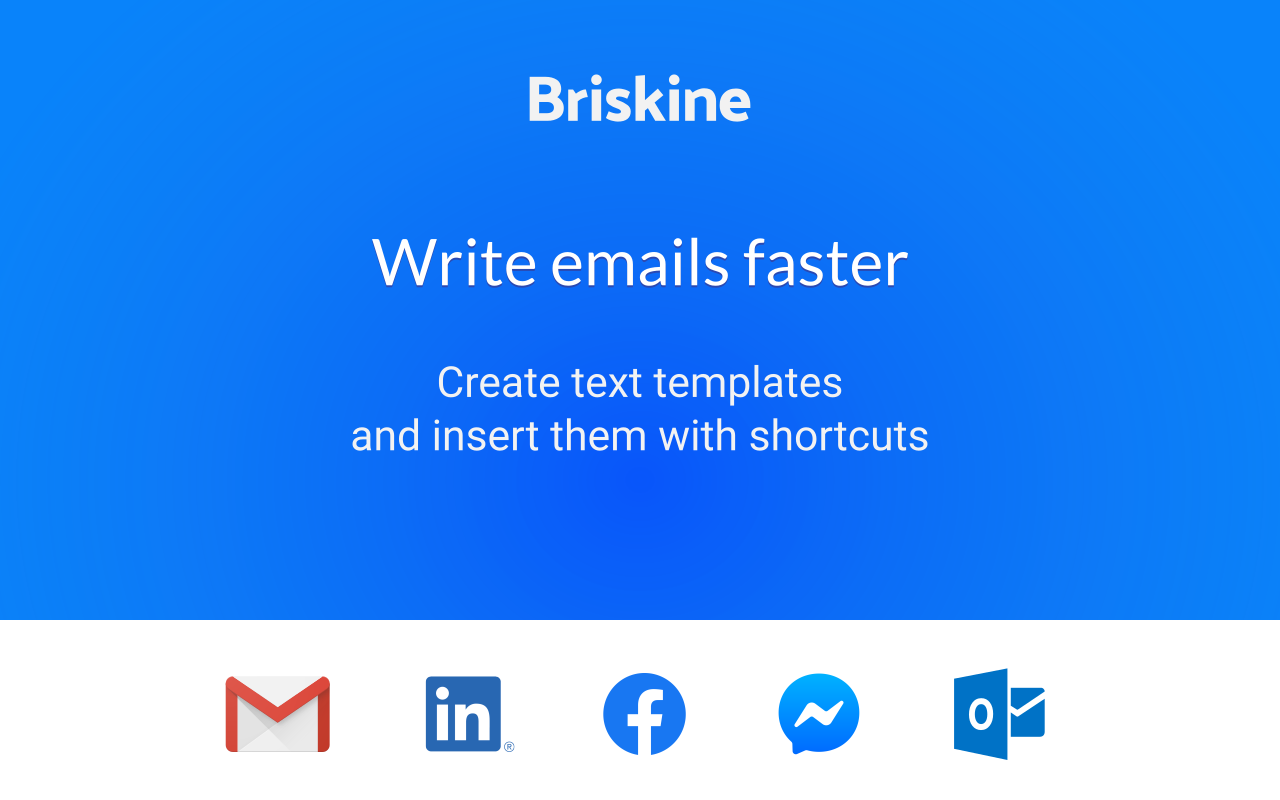 Briskine
Write emails faster
Create text templates
and insert them with shortcuts
in ®